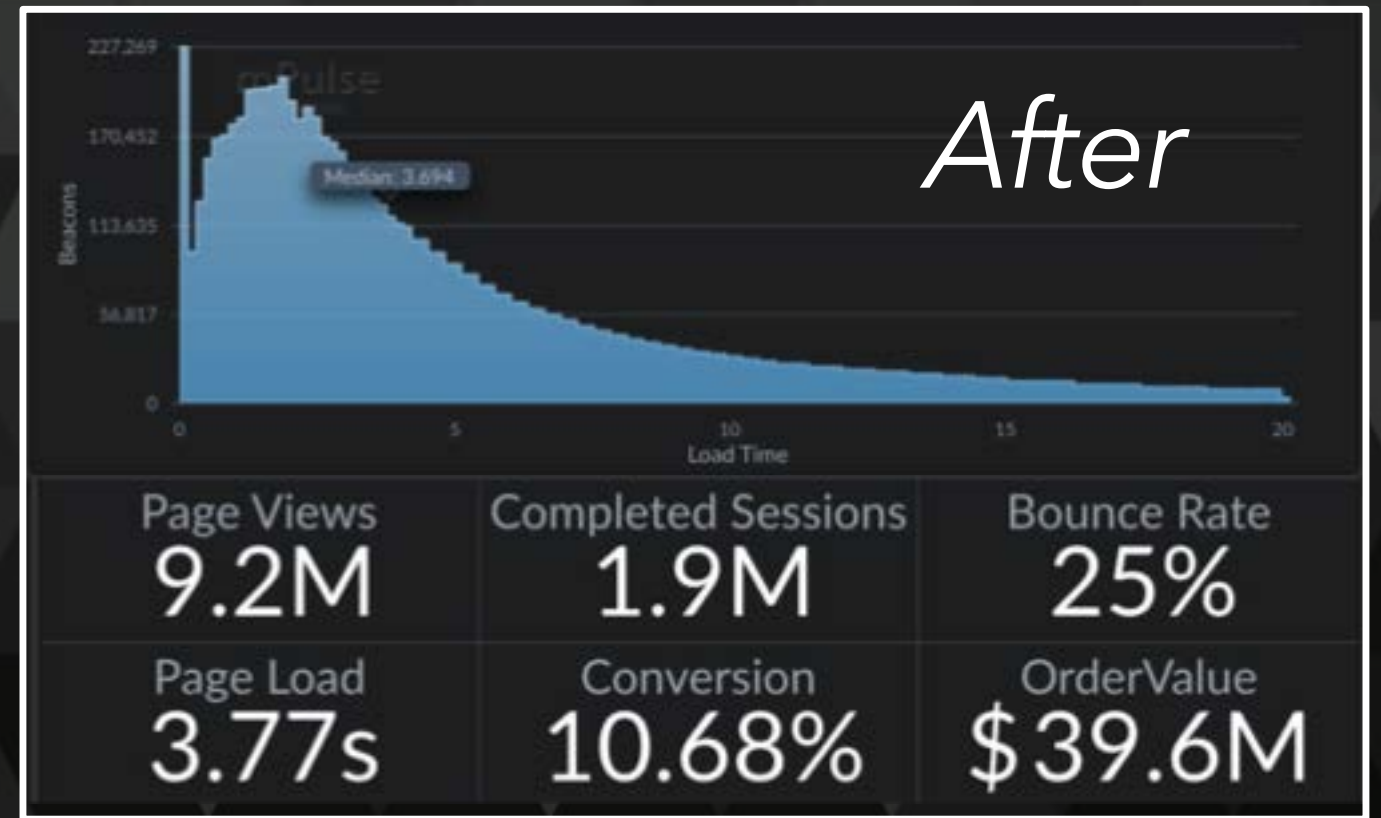 After
227,269
mPulse
170,452
Median: 3.694
113,635
Beacons
56,817
0
0 5 10 15 20
Load Time
Page Views Completed Sessions Bounce Rate
9.2M 1.9M 25%
Page Load Conversion OrderValue
3.77s 10.68% $39.6M